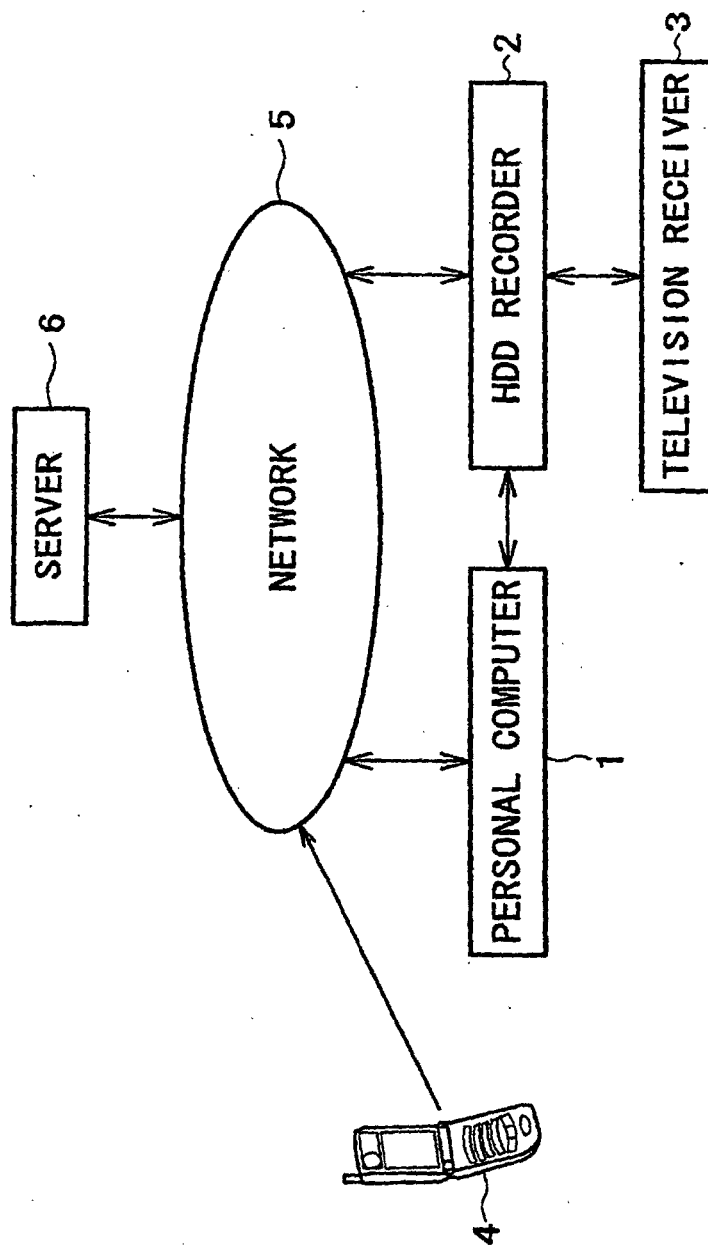 SERVER
6
5
NETWORK
4
PERSONAL COMPUTER
1
HDD RECORDER
2
TELEVISION RECEIVER
3